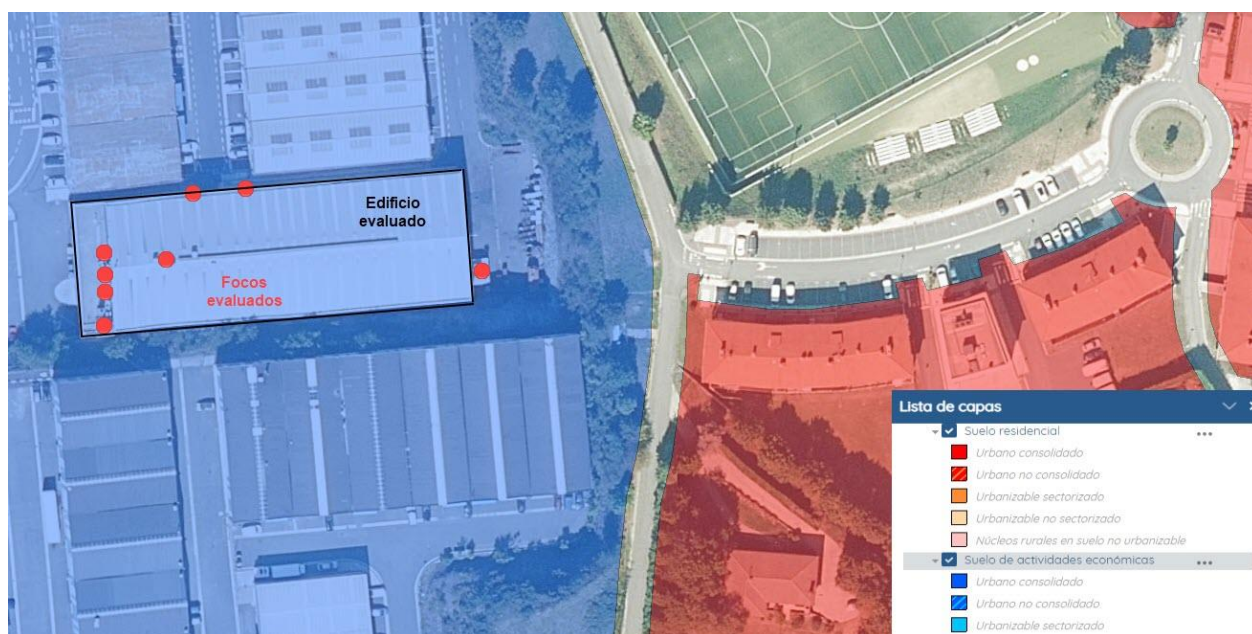 Edificio
evaluado
Focos
evaluados
Lista de capas
Suelo residencial
Urbano consolidado
Urbano no consolidado
Urbanizable sectorizado
Urbanizable no sectorizado
Núcleos rurales en suelo no urbanizable
Suelo de actividades económicas
Urbano consolidado
Urbano no consolidado
Urbanizable sectorizado